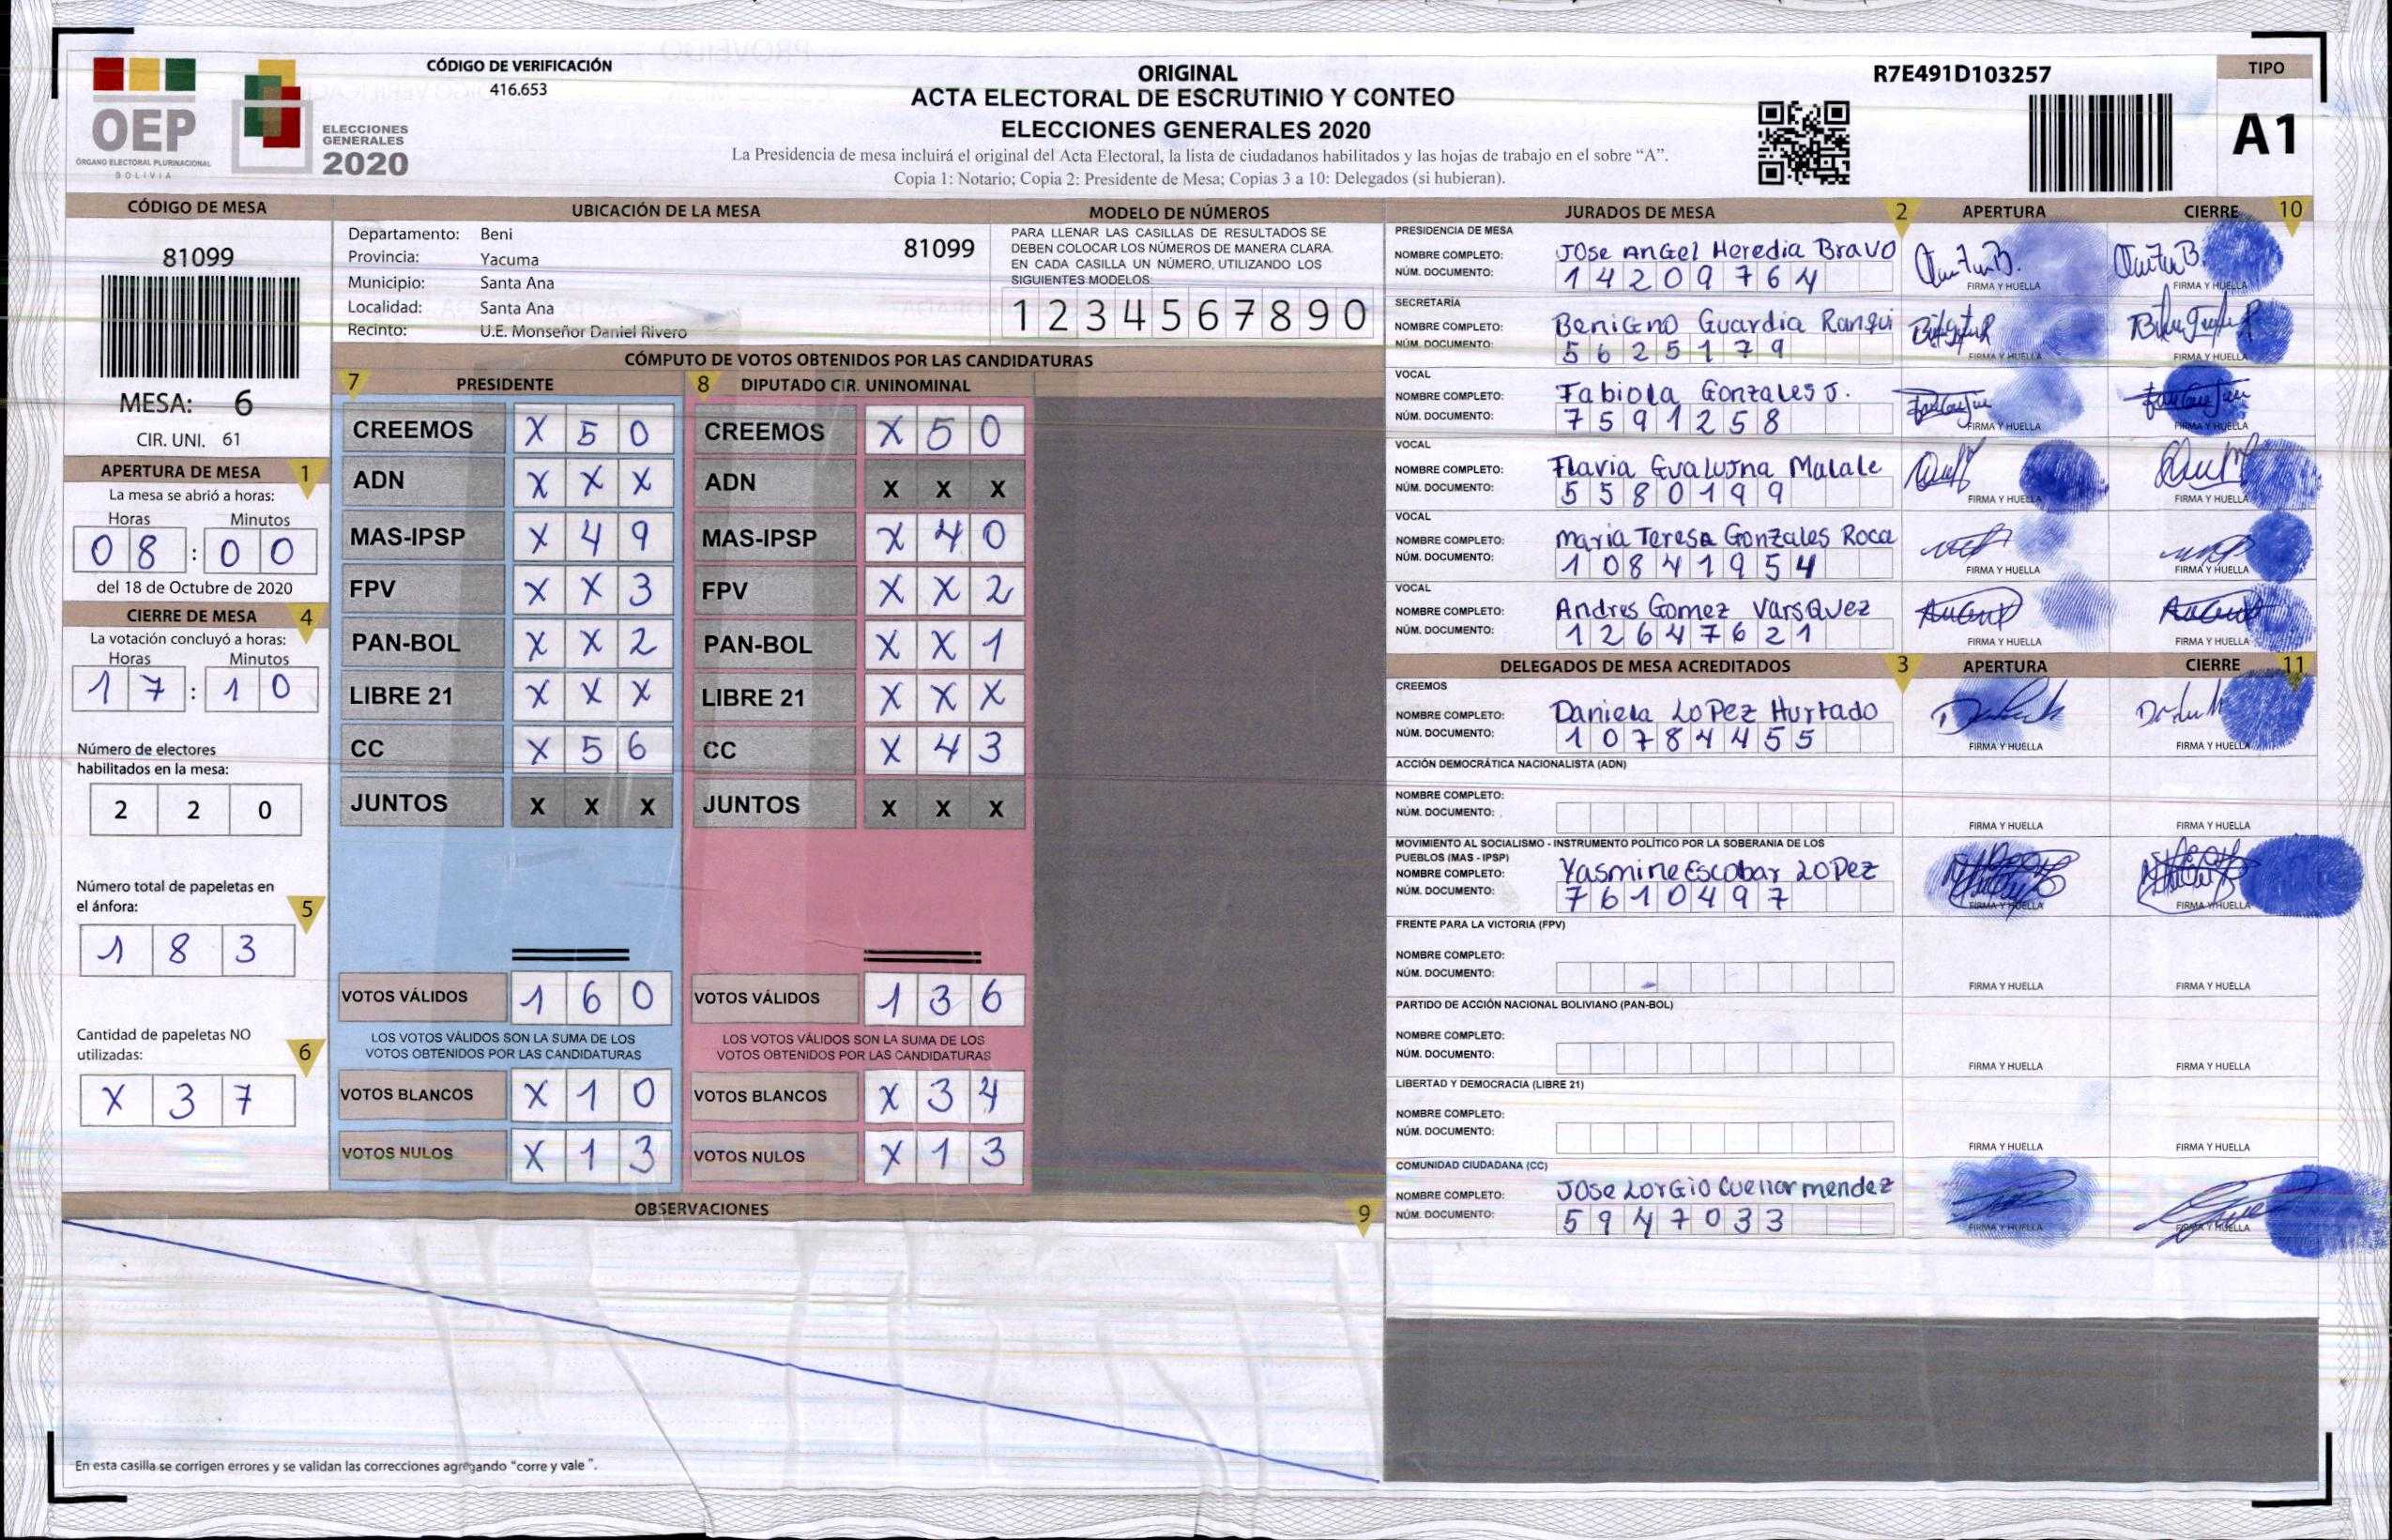 OEP
ÓRGANO ELECTORAL PLURINACIONAL
BOLIVIA
ELECCIONES
GENERALES
2020
CÓDIGO DE VERIFICACIÓN
416.653
ORIGINAL
ACTA ELECTORAL DE ESCRUTINIO Y CONTEO
ELECCIONES GENERALES 2020
La Presidencia de mesa incluirá el original del Acta Electoral, la lista de ciudadanos habilitados y las hojas de trabajo en el sobre “A”.
Copia 1: Notario; Copia 2: Presidente de Mesa; Copias 3 a 10: Delegados (si hubieran).
R7E491D103257
TIPO
A1
CÓDIGO DE MESA
81099
MESA: 6
CIR. UNI. 61
APERTURA DE MESA 1
La mesa se abrió a horas:
Horas Minutos
0 8 : 0 0
del 18 de Octubre de 2020
CIERRE DE MESA 4
La votación concluyó a horas:
Horas Minutos
1 7 : 1 0
Número de electores
habilitados en la mesa:
2 2 0
Número total de papeletas en
el ánfora: 5
1 8 3
Cantidad de papeletas NO
utilizadas: 6
X 3 7
UBICACIÓN DE LA MESA
Departamento: Beni
Provincia: Yacuma
Municipio: Santa Ana
Localidad: Santa Ana
Recinto: U.E. Monseñor Daniel Rivero
81099
MODELO DE NÚMEROS
PARA LLENAR LAS CASILLAS DE RESULTADOS SE
DEBEN COLOCAR LOS NÚMEROS DE MANERA CLARA.
EN CADA CASILLA UN NÚMERO, UTILIZANDO LOS
SIGUIENTES MODELOS:
1 2 3 4 5 6 7 8 9 0
CÓMPUTO DE VOTOS OBTENIDOS POR LAS CANDIDATURAS
7 PRESIDENTE 8 DIPUTADO CIR. UNINOMINAL
CREEMOS X 5 0 CREEMOS X 5 0
ADN X X X ADN X X X
MAS-IPSP X 4 9 MAS-IPSP X 4 0
FPV X X 3 FPV X X 2
PAN-BOL X X 2 PAN-BOL X X 1
LIBRE 21 X X X LIBRE 21 X X X
CC X 5 6 CC X 4 3
JUNTOS X X X JUNTOS X X X
VOTOS VÁLIDOS 1 6 0 VOTOS VÁLIDOS 1 3 6
LOS VOTOS VÁLIDOS SON LA SUMA DE LOS
VOTOS OBTENIDOS POR LAS CANDIDATURAS
LOS VOTOS VÁLIDOS SON LA SUMA DE LOS
VOTOS OBTENIDOS POR LAS CANDIDATURAS
VOTOS BLANCOS X 1 0 VOTOS BLANCOS X 3 4
VOTOS NULOS X 1 3 VOTOS NULOS X 1 3
OBSERVACIONES 9
En esta casilla se corrigen errores y se validan las correcciones agregando “corre y vale ”.
JURADOS DE MESA 2 APERTURA CIERRE 10
PRESIDENCIA DE MESA
NOMBRE COMPLETO: JOse AnGel Heredia Bravo
NÚM. DOCUMENTO: 1 4 2 0 9 7 6 4
FIRMA Y HUELLA FIRMA Y HUELLA
SECRETARÍA
NOMBRE COMPLETO: BeniGno Guardia Rangui
NÚM. DOCUMENTO: 5 6 2 5 1 7 9
FIRMA Y HUELLA FIRMA Y HUELLA
VOCAL
NOMBRE COMPLETO: Fabiola Gonzales J.
NÚM. DOCUMENTO: 7 5 9 1 2 5 8
FIRMA Y HUELLA FIRMA Y HUELLA
VOCAL
NOMBRE COMPLETO: Flavia Gualusna Malale
NÚM. DOCUMENTO: 5 5 8 0 1 9 9
FIRMA Y HUELLA FIRMA Y HUELLA
VOCAL
NOMBRE COMPLETO: Maria Teresa Gonzales Roca
NÚM. DOCUMENTO: 1 0 8 4 1 9 5 4
FIRMA Y HUELLA FIRMA Y HUELLA
VOCAL
NOMBRE COMPLETO: Andres Gomez VarsQuez
NÚM. DOCUMENTO: 1 2 6 4 7 6 2 1
FIRMA Y HUELLA FIRMA Y HUELLA
DELEGADOS DE MESA ACREDITADOS 3 APERTURA CIERRE 11
CREEMOS
NOMBRE COMPLETO: Daniela LoPez Hurtado
NÚM. DOCUMENTO: 1 0 7 8 4 4 5 5
FIRMA Y HUELLA FIRMA Y HUELLA
ACCIÓN DEMOCRÁTICA NACIONALISTA (ADN)
NOMBRE COMPLETO:
NÚM. DOCUMENTO:
FIRMA Y HUELLA FIRMA Y HUELLA
MOVIMIENTO AL SOCIALISMO - INSTRUMENTO POLÍTICO POR LA SOBERANIA DE LOS
PUEBLOS (MAS - IPSP)
NOMBRE COMPLETO: Yasmine Escobar LOPez
NÚM. DOCUMENTO: 7 6 1 0 4 9 7
FIRMA Y HUELLA FIRMA Y HUELLA
FRENTE PARA LA VICTORIA (FPV)
NOMBRE COMPLETO:
NÚM. DOCUMENTO:
FIRMA Y HUELLA FIRMA Y HUELLA
PARTIDO DE ACCIÓN NACIONAL BOLIVIANO (PAN-BOL)
NOMBRE COMPLETO:
NÚM. DOCUMENTO:
FIRMA Y HUELLA FIRMA Y HUELLA
LIBERTAD Y DEMOCRACIA (LIBRE 21)
NOMBRE COMPLETO:
NÚM. DOCUMENTO:
FIRMA Y HUELLA FIRMA Y HUELLA
COMUNIDAD CIUDADANA (CC)
NOMBRE COMPLETO: JOse LorGio Cuellar mendez
NÚM. DOCUMENTO: 5 9 4 7 0 3 3
FIRMA Y HUELLA FIRMA Y HUELLA